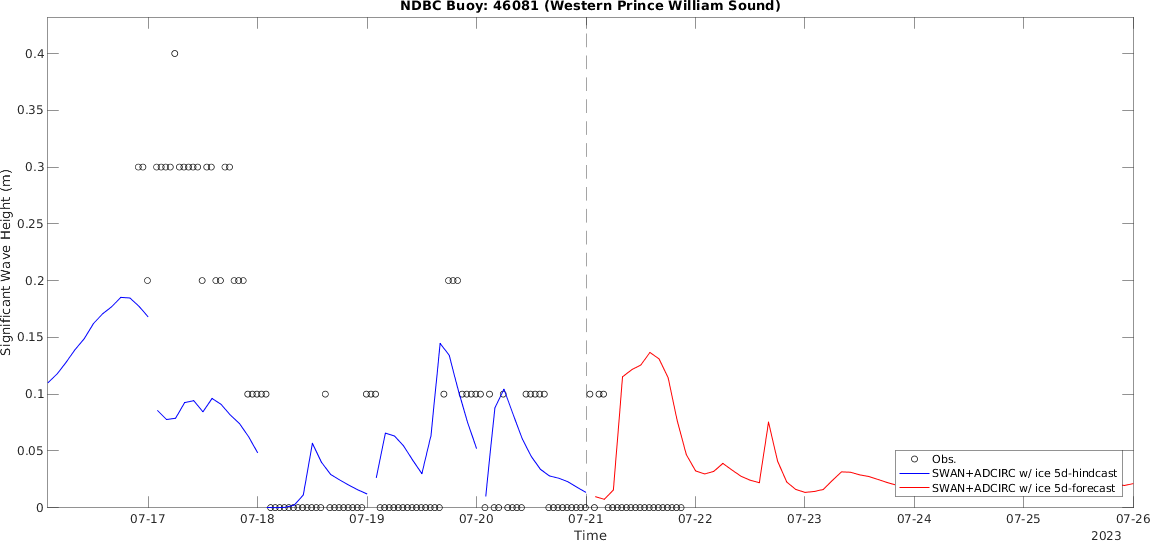 NDBC Buoy: 46081 (Western Prince William Sound)
0.4
0.35
0.3
0.25
0.2
0.15
0.1
0.05
0
Significant Wave Height (m)
Obs.
SWAN+ADCIRC w/ ice 5d-hindcast
SWAN+ADCIRC w/ ice 5d-forecast
07-17 07-18 07-19 07-20 07-21 07-22 07-23 07-24 07-25 07-26
Time
2023